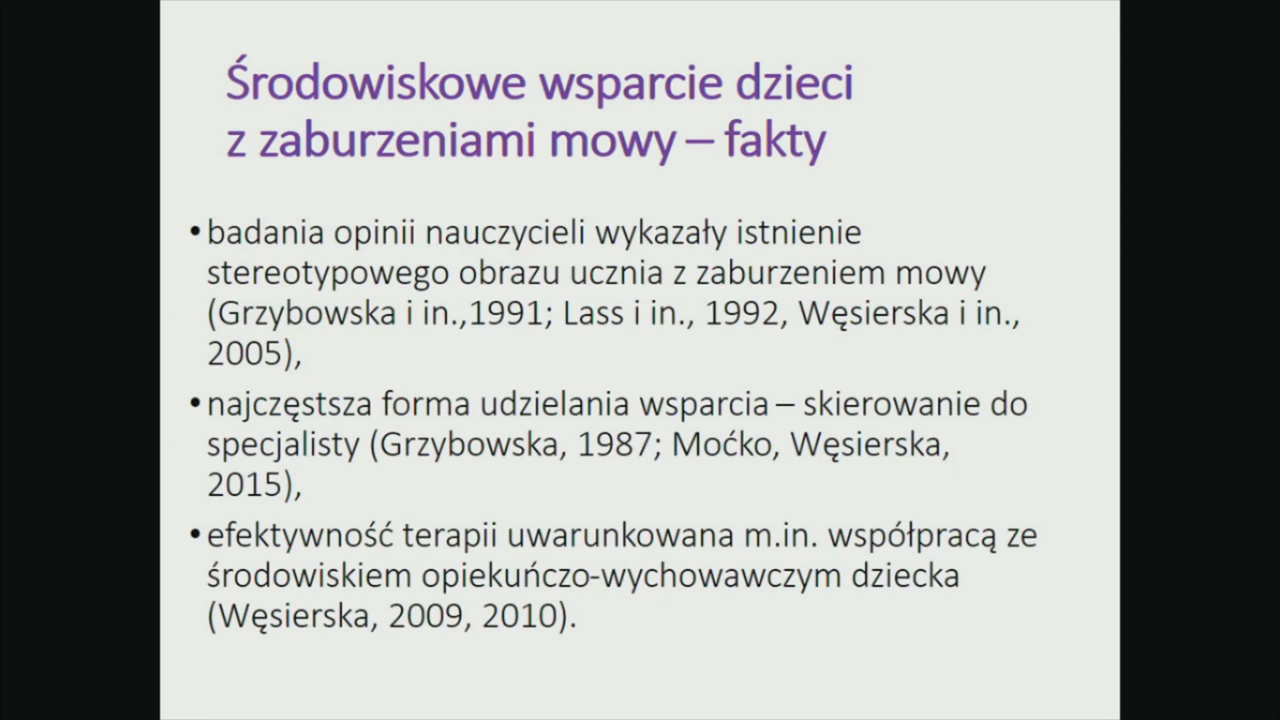 Środowiskowe wsparcie dzieci
z zaburzeniami mowy – fakty
• badania opinii nauczycieli wykazały istnienie
stereotypowego obrazu ucznia z zaburzeniem mowy
(Grzybowska i in.,1991; Lass i in., 1992, Węsierska i in.,
2005),
• najczęstsza forma udzielania wsparcia – skierowanie do
specjalisty (Grzybowska, 1987; Moćko, Węsierska,
2015),
• efektywność terapii uwarunkowana m.in. współpracą ze
środowiskiem opiekuńczo-wychowawczym dziecka
(Węsierska, 2009, 2010).